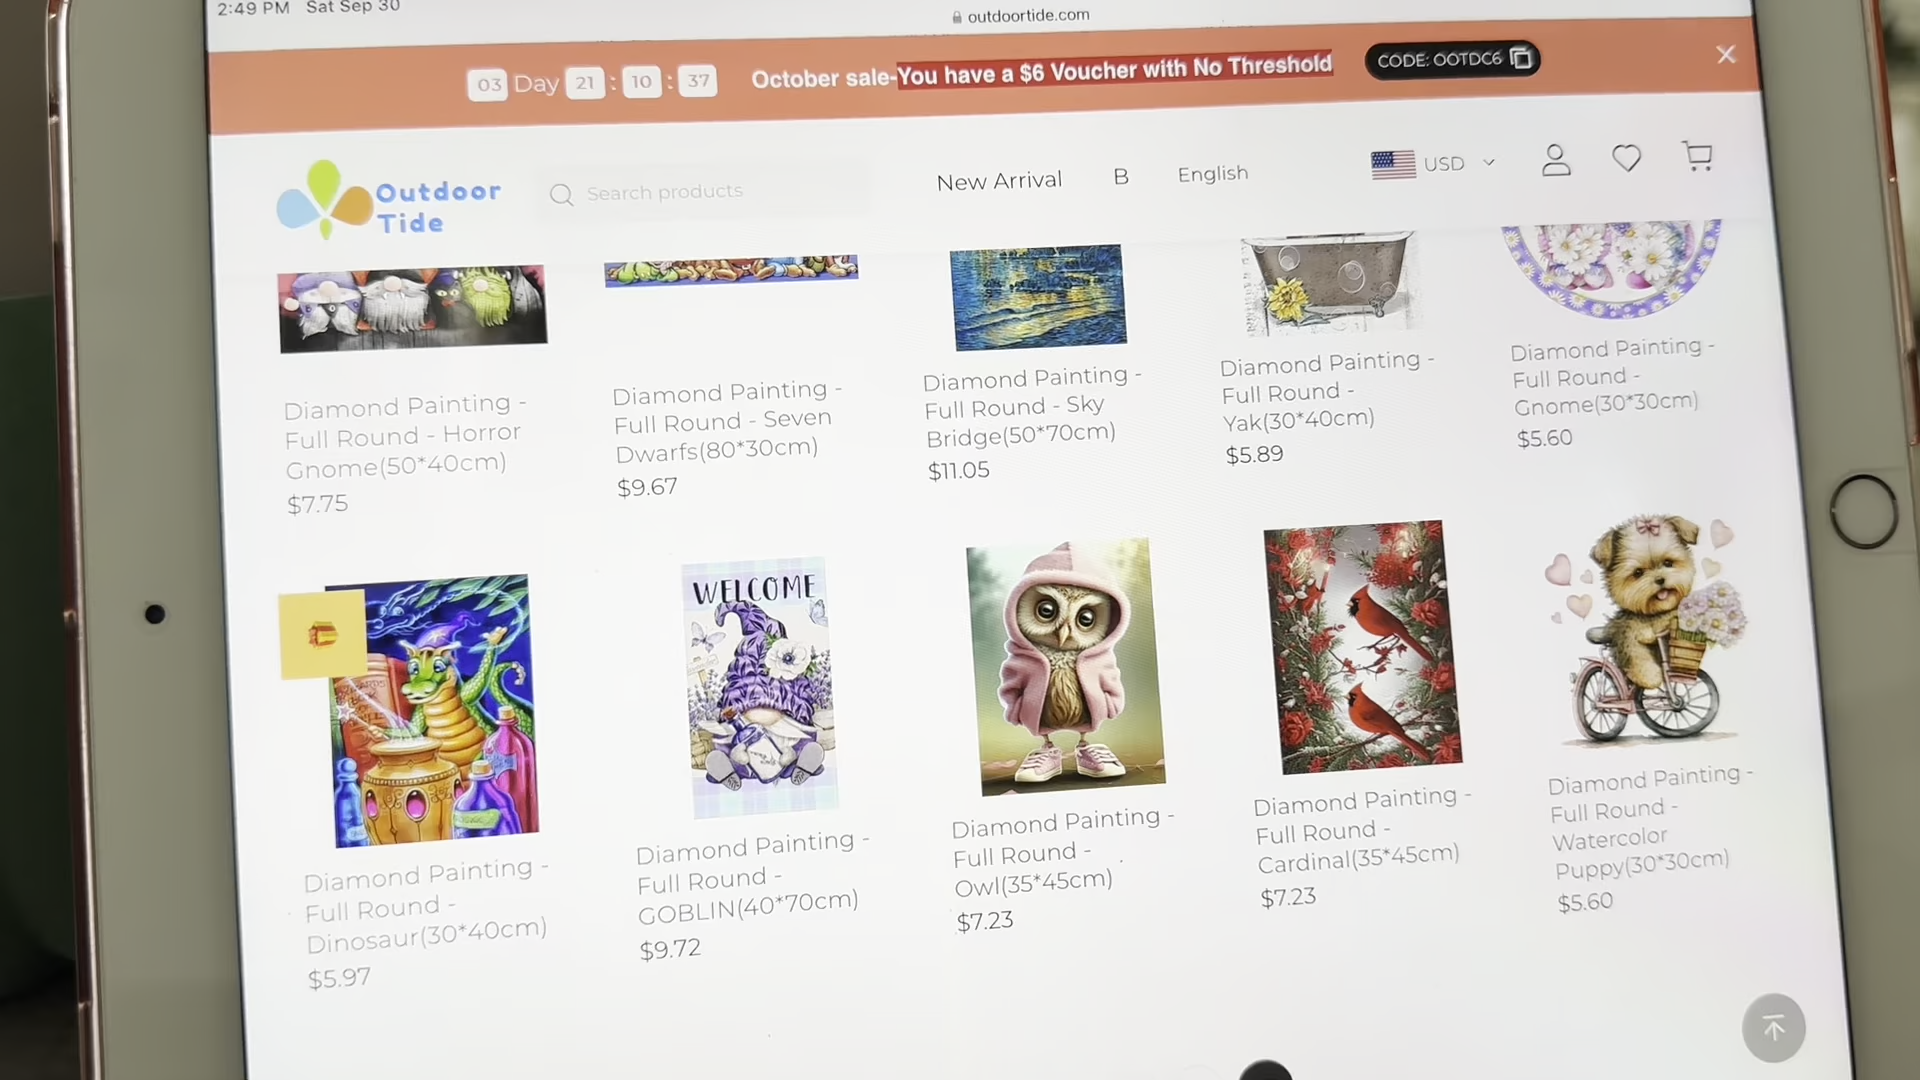 2:49 PM Sat Sep 30
outdoortide.com
03 Day 21 : 10 : 37
October sale-You have a $6 Voucher with No Threshold
CODE: OOTDC6
Outdoor
Tide
Search products
New Arrival
B
English
USD
Diamond Painting -
Full Round - Horror
Gnome(50*40cm)
$7.75
Diamond Painting -
Full Round - Seven
Dwarfs(80*30cm)
$9.67
Diamond Painting -
Full Round - Sky
Bridge(50*70cm)
$11.05
Diamond Painting -
Full Round -
Yak(30*40cm)
$5.89
Diamond Painting -
Full Round -
Gnome(30*30cm)
$5.60
WELCOME
Diamond Painting -
Full Round -
Dinosaur(30*40cm)
$5.97
Diamond Painting -
Full Round -
GOBLIN(40*70cm)
$9.72
Diamond Painting -
Full Round -
Owl(35*45cm)
$7.23
Diamond Painting -
Full Round -
Cardinal(35*45cm)
$7.23
Diamond Painting -
Full Round -
Watercolor
Puppy(30*30cm)
$5.60